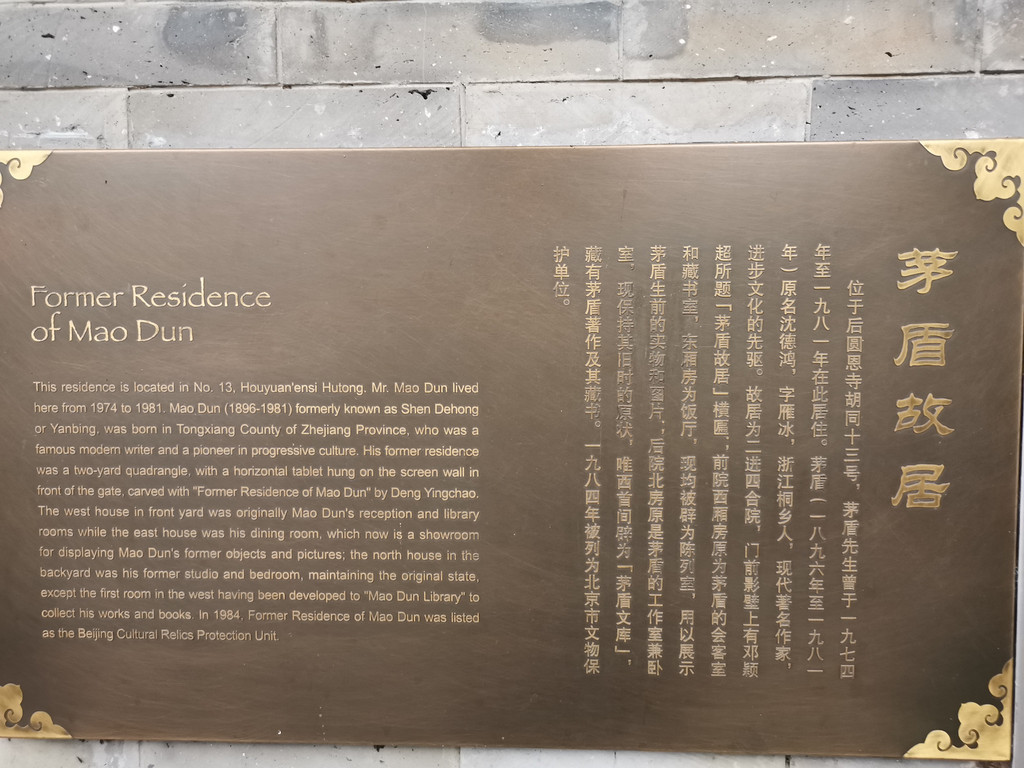 Former Residence
of Mao Dun
This residence is located in No. 13, Houyuan'ensi Hutong. Mr. Mao Dun lived
here from 1974 to 1981. Mao Dun (1896-1981) formerly known as Shen Dehong
or Yanbing, was born in Tongxiang County of Zhejiang Province, who was a
famous modern writer and a pioneer in progressive culture. His former residence
was a two-yard quadrangle, with a horizontal tablet hung on the screen wall in
front of the gate, carved with "Former Residence of Mao Dun" by Deng Yingchao.
The west house in front yard was originally Mao Dun's reception and library
rooms while the east house was his dining room, which now is a showroom
for displaying Mao Dun's former objects and pictures; the north house in the
backyard was his former studio and bedroom, maintaining the original state,
except the first room in the west having been developed to "Mao Dun Library" to
collect his works and books. In 1984, Former Residence of Mao Dun was listed
as the Beijing Cultural Relics Protection Unit.
茅盾故居
位于后圆恩寺胡同十三号，茅盾先生曾于一九七四
年至一九八一年在此居住。茅盾（一八九六年至一九八一
年）原名沈德鸿，字雁冰，浙江桐乡人，现代著名作家，
进步文化的先驱。故居为二进四合院，门前影壁上有邓颖
超所题「茅盾故居」横匾，前院西厢房原为茅盾的会客室
和藏书室，东厢房为饭厅，现均被辟为陈列室，用以展示
茅盾生前的实物和图片；后院北房原是茅盾的工作室兼卧
室，现保持其旧时的原状，唯西首间辟为「茅盾文库」，
藏有茅盾著作及其藏书。一九八四年被列为北京市文物保
护单位。